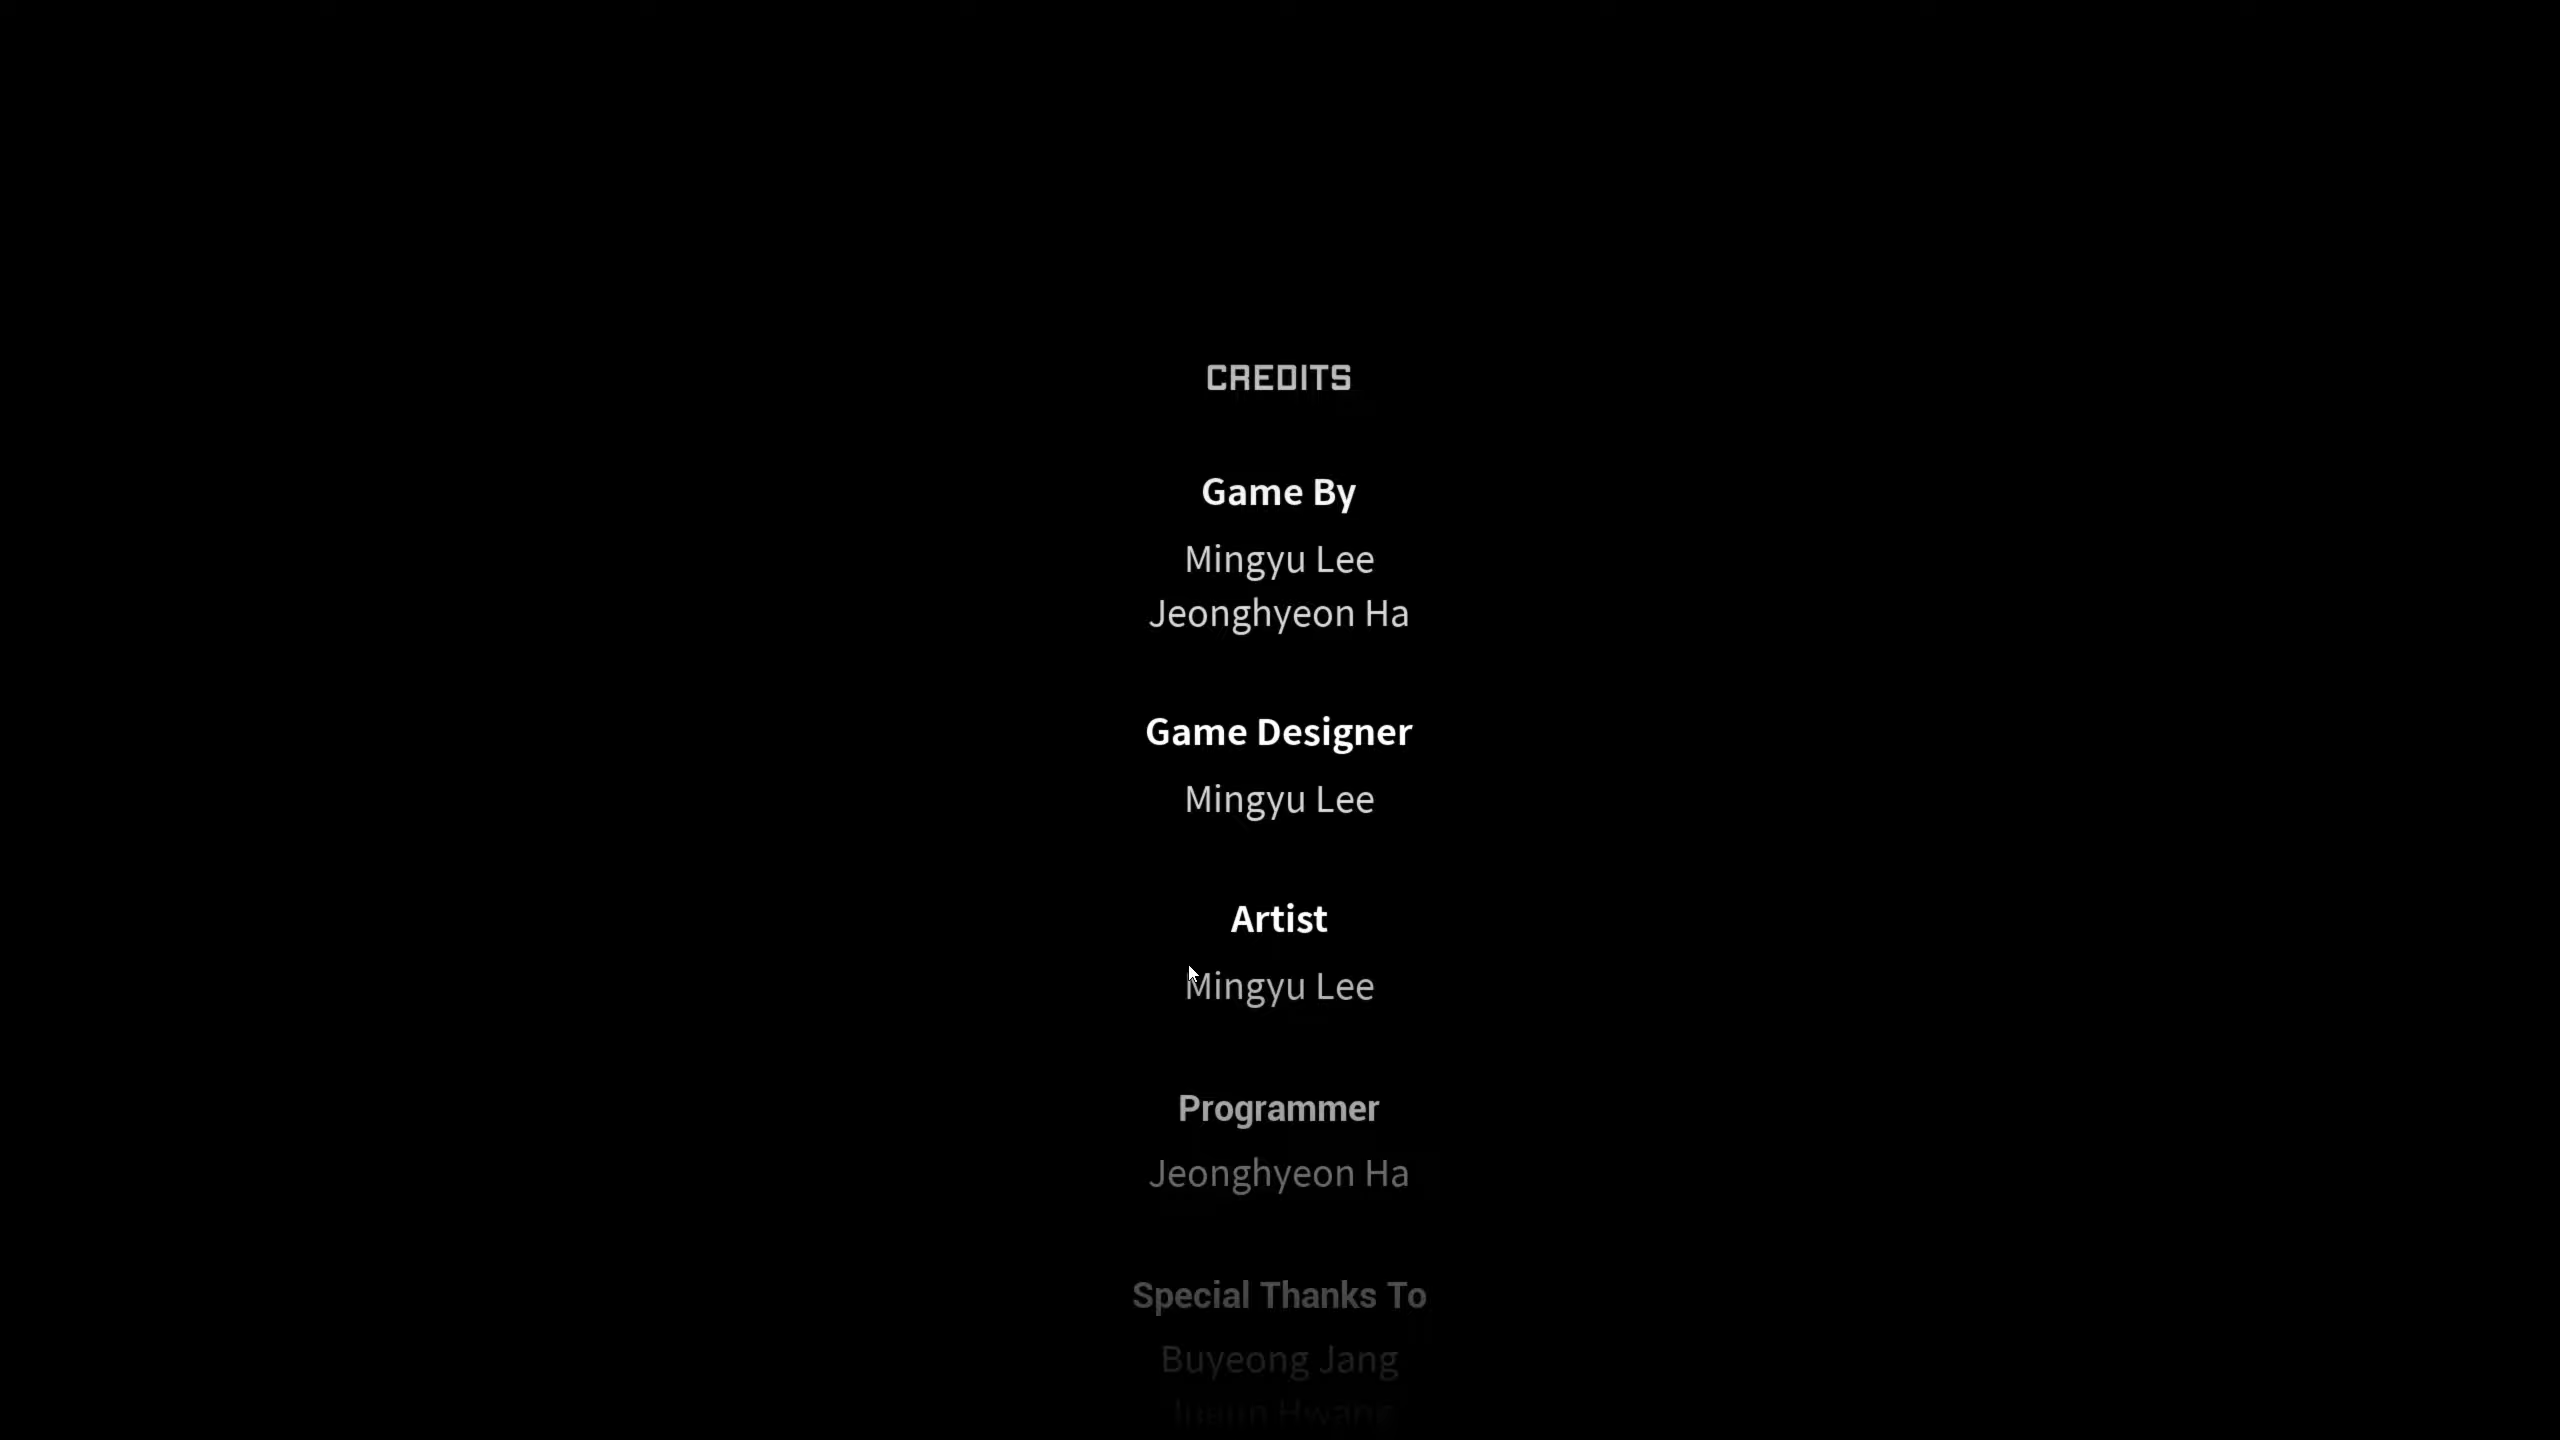 CREDITS
Game By
Mingyu Lee
Jeonghyeon Ha
Game Designer
Mingyu Lee
Artist
Mingyu Lee
Programmer
Jeonghyeon Ha
Special Thanks To
Buyeong Jang
Hwang